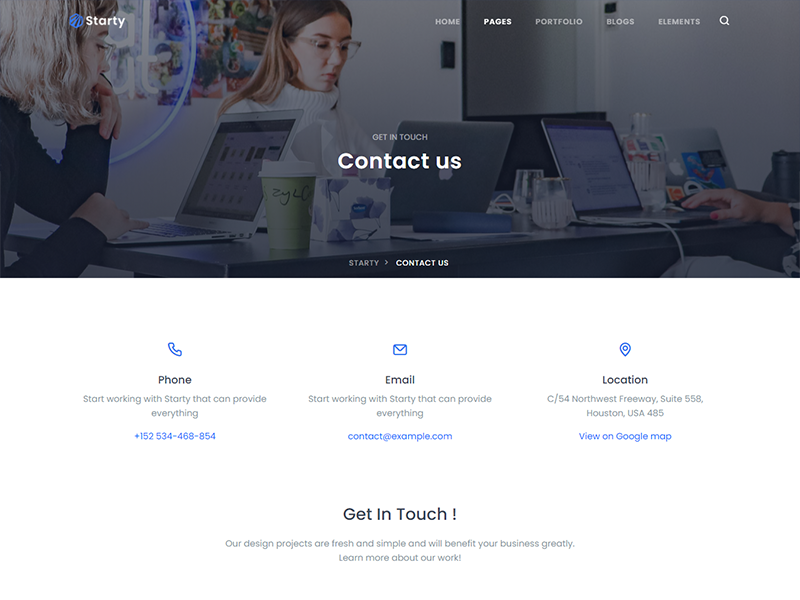 Starty
HOME PAGES PORTFOLIO BLOGS ELEMENTS
GET IN TOUCH
Contact us
STARTY > CONTACT US
Phone
Start working with Starty that can provide
everything
+152 534-468-854
Email
Start working with Starty that can provide
everything
contact@example.com
Location
C/54 Northwest Freeway, Suite 558,
Houston, USA 485
View on Google map
Get In Touch !
Our design projects are fresh and simple and will benefit your business greatly.
Learn more about our work!